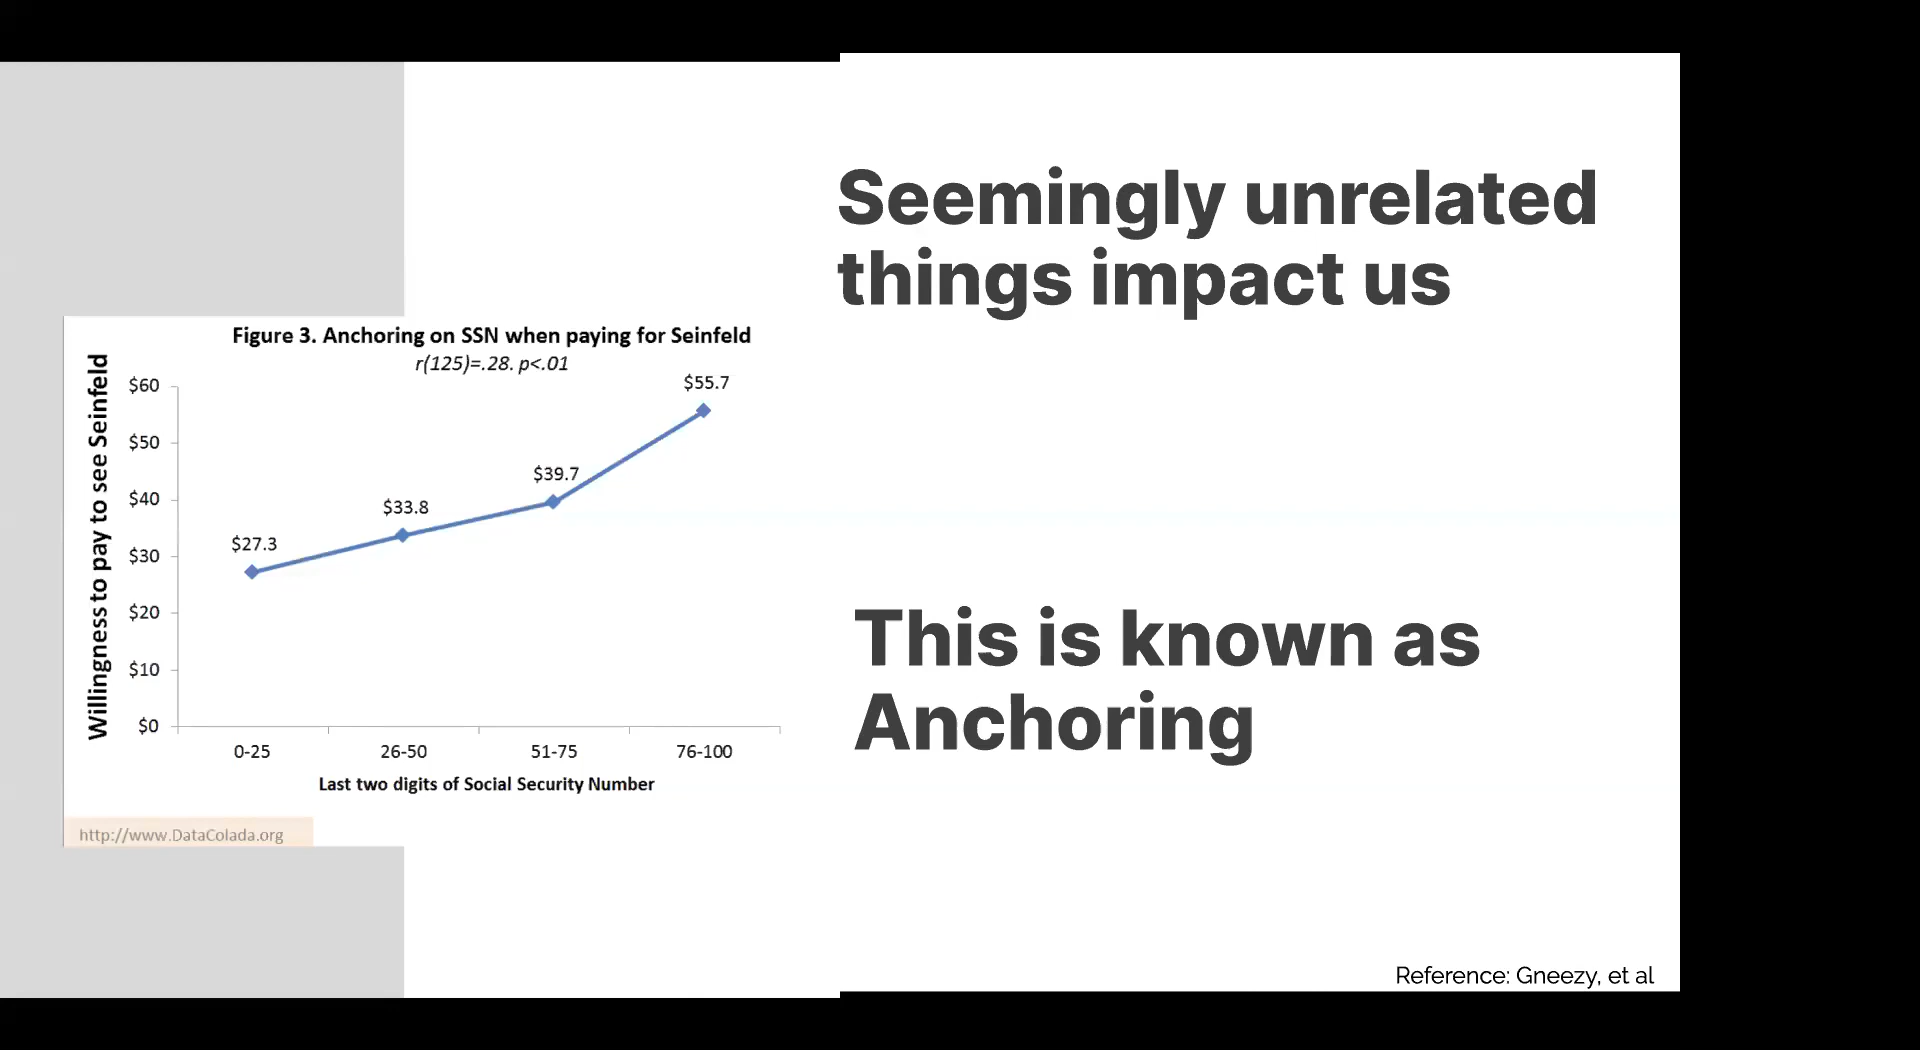 Seemingly unrelated
things impact us
Figure 3. Anchoring on SSN when paying for Seinfeld
r(125)=.28. p<.01
Willingness to pay to see Seinfeld
$60
$50
$40
$30
$20
$10
$0
$27.3
$33.8
$39.7
$55.7
0-25
26-50
51-75
76-100
Last two digits of Social Security Number
http://www.DataColada.org
This is known as
Anchoring
Reference: Gneezy, et al